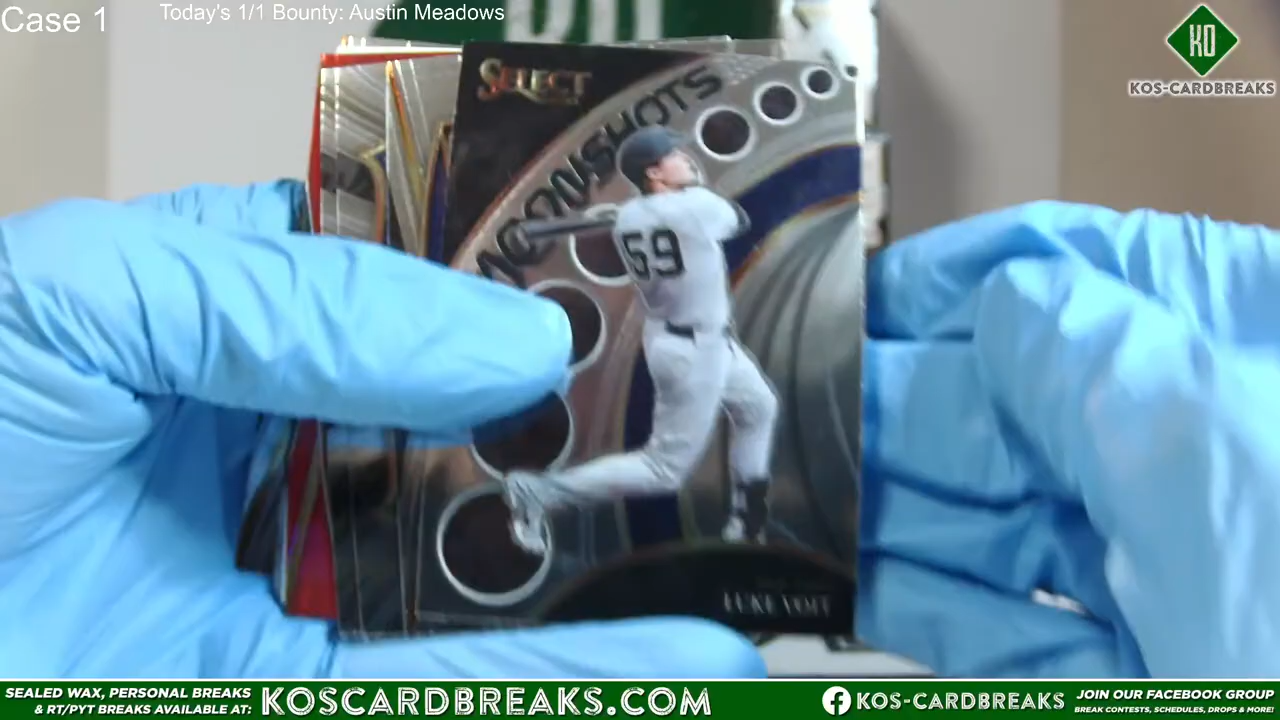 Case 1
Today's 1/1 Bounty: Austin Meadows
KO
KOS-CARDBREAKS
SELECT
MOONSHOTS
59
LUKE VOIT
SEALED WAX, PERSONAL BREAKS
& RT/PYT BREAKS AVAILABLE AT:
KOSCARDBREAKS.COM
KOS-CARDBREAKS
JOIN OUR FACEBOOK GROUP
BREAK CONTESTS, SCHEDULES, DROPS & MORE!